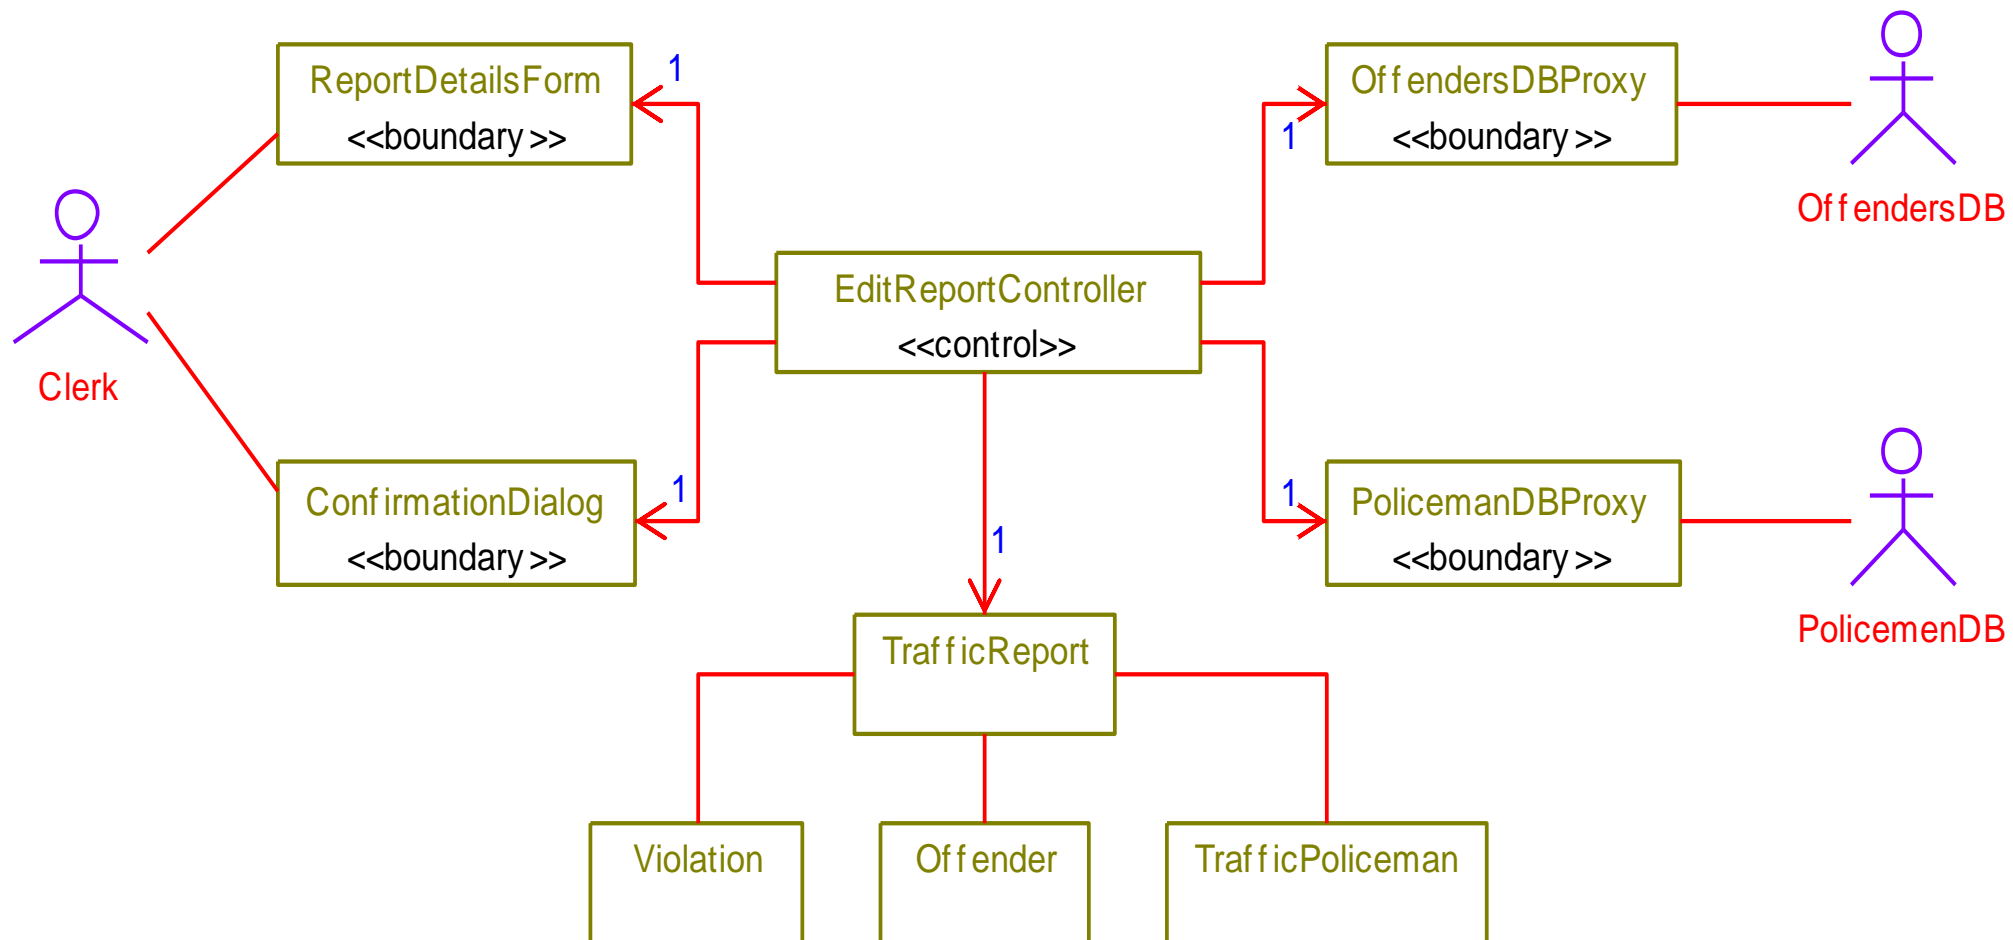 ReportDetailsForm
<<boundary>>
1
OffendersDBProxy
<<boundary>>
1
OffendersDB
EditReportController
<<control>>
Clerk
ConfirmationDialog
<<boundary>>
1
1
PolicemanDBProxy
<<boundary>>
1
PolicemenDB
TrafficReport
Violation
Offender
TrafficPoliceman